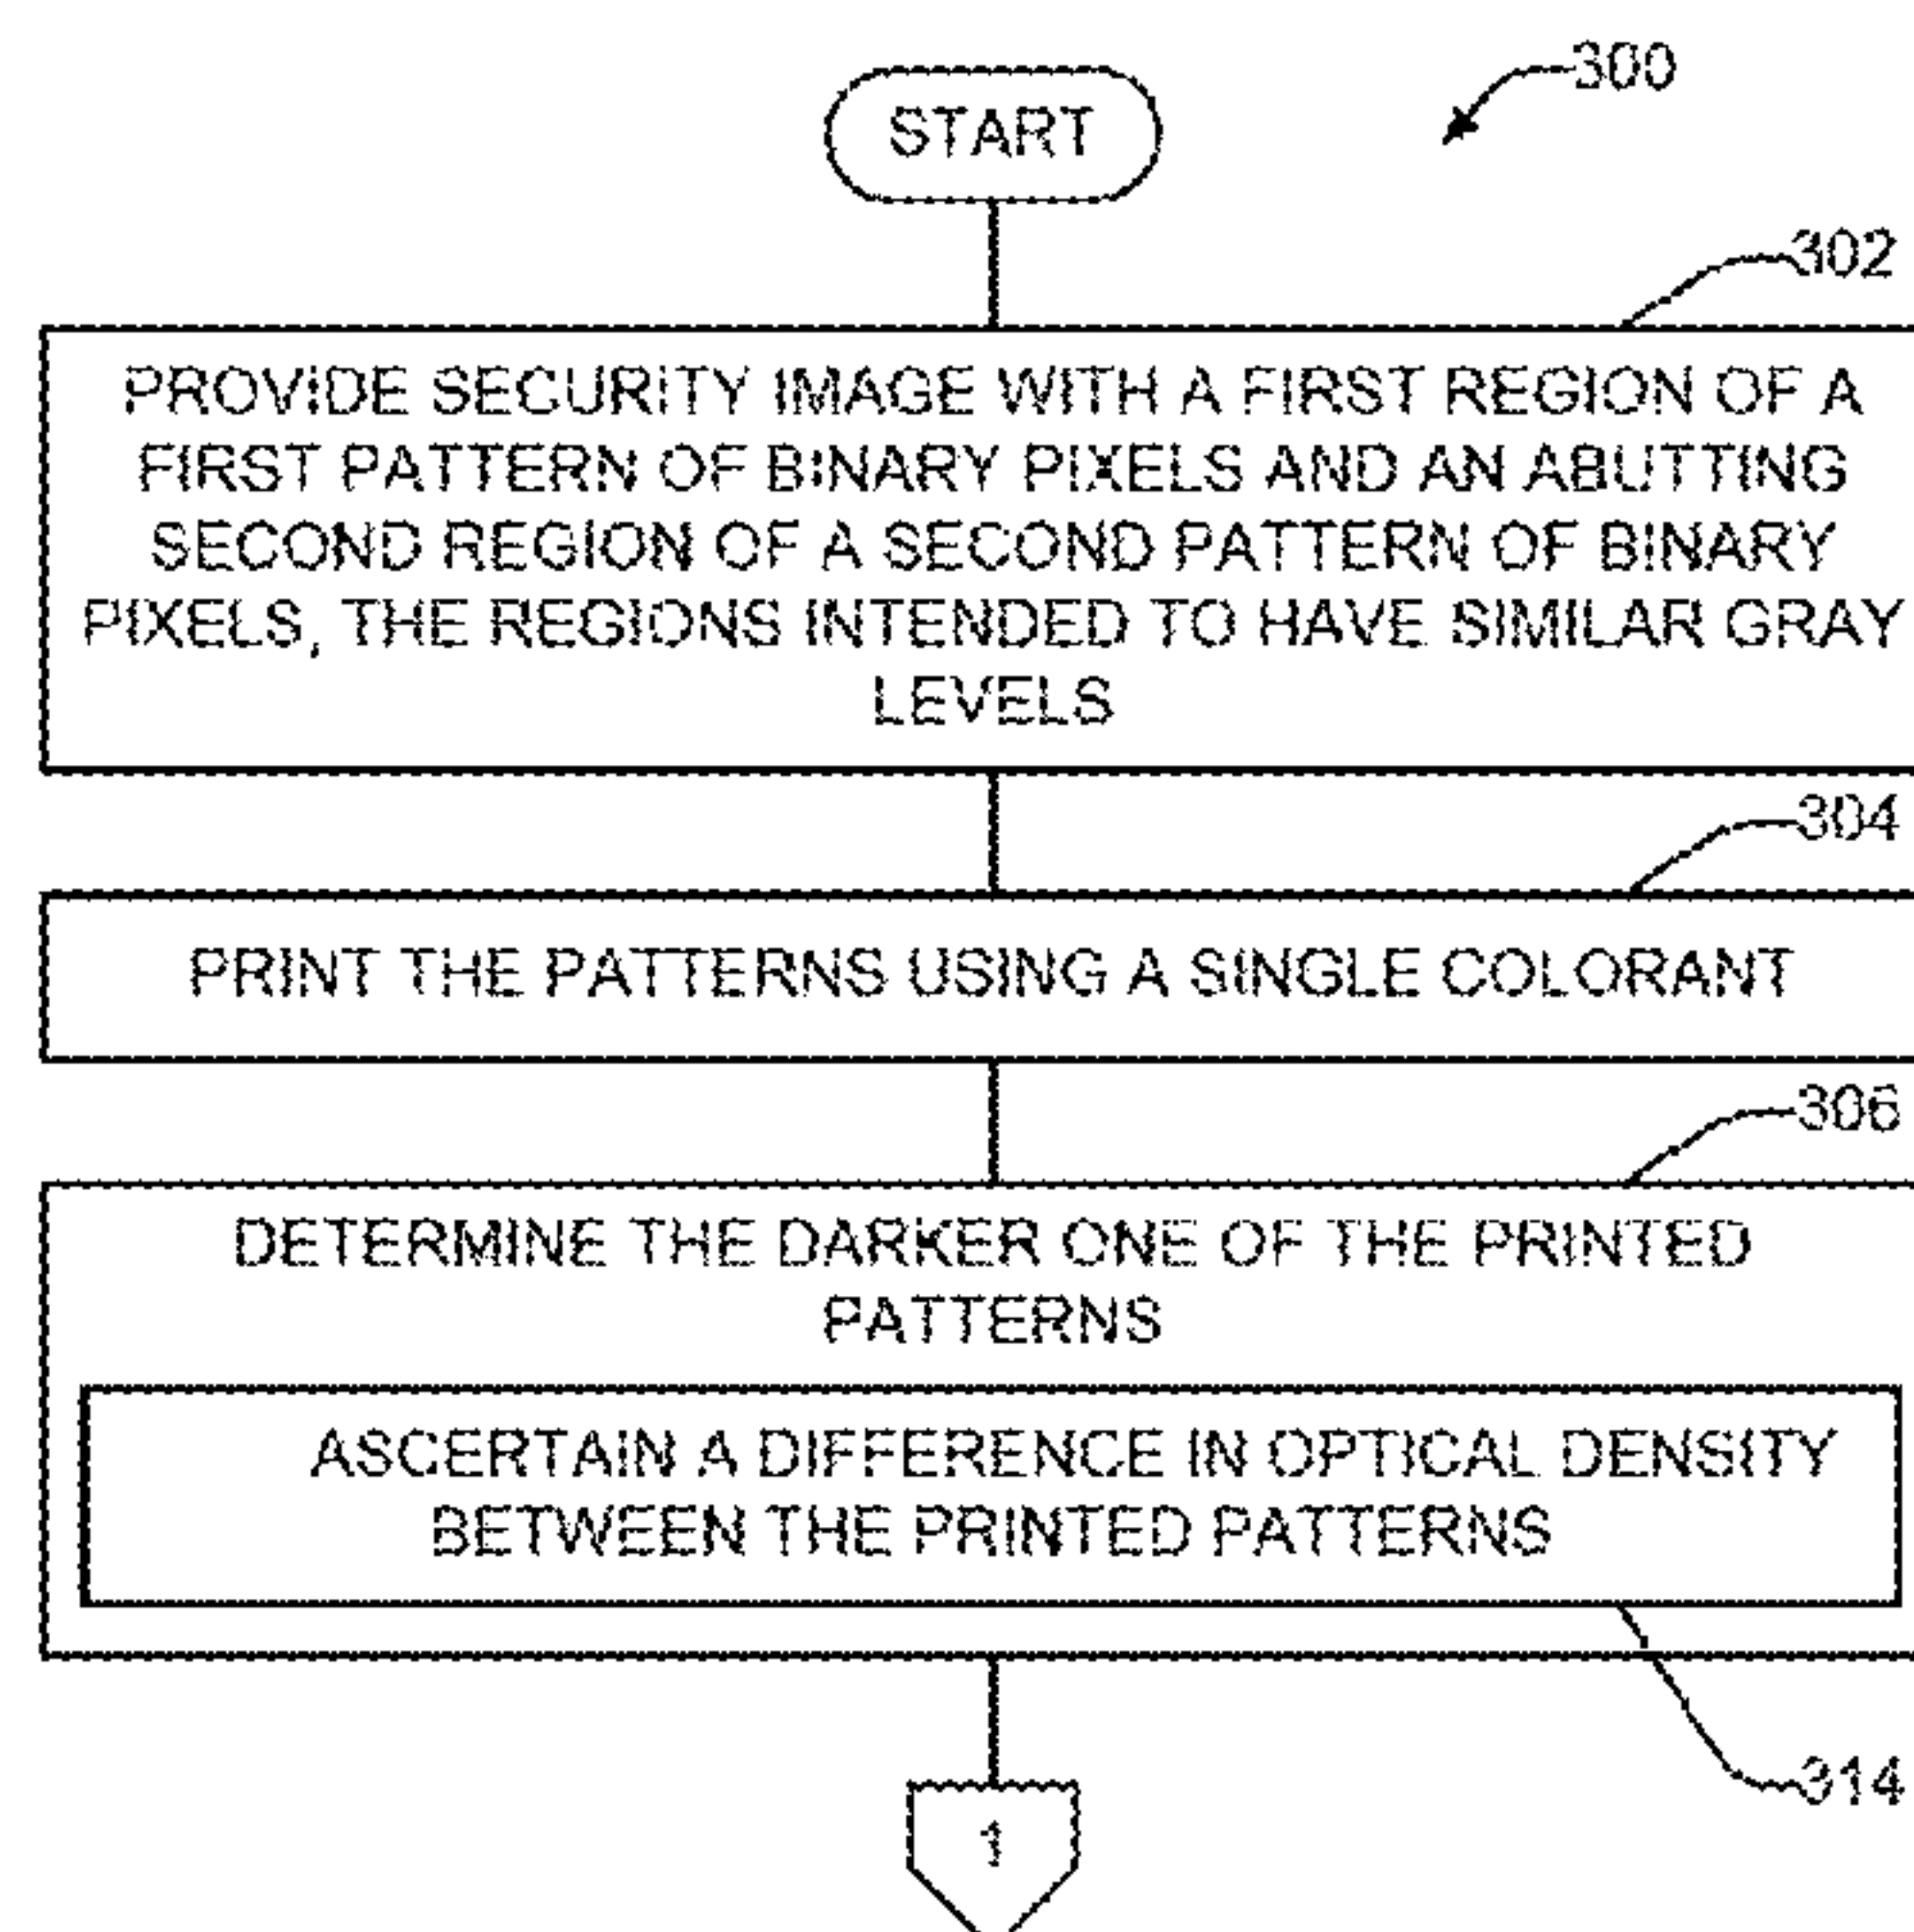 300
START
302
PROVIDE SECURITY IMAGE WITH A FIRST REGION OF A
FIRST PATTERN OF BINARY PIXELS AND AN ABUTTING
SECOND REGION OF A SECOND PATTERN OF BINARY
PIXELS, THE REGIONS INTENDED TO HAVE SIMILAR GRAY
LEVELS
304
PRINT THE PATTERNS USING A SINGLE COLORANT
306
DETERMINE THE DARKER ONE OF THE PRINTED
PATTERNS
ASCERTAIN A DIFFERENCE IN OPTICAL DENSITY
BETWEEN THE PRINTED PATTERNS
314
1